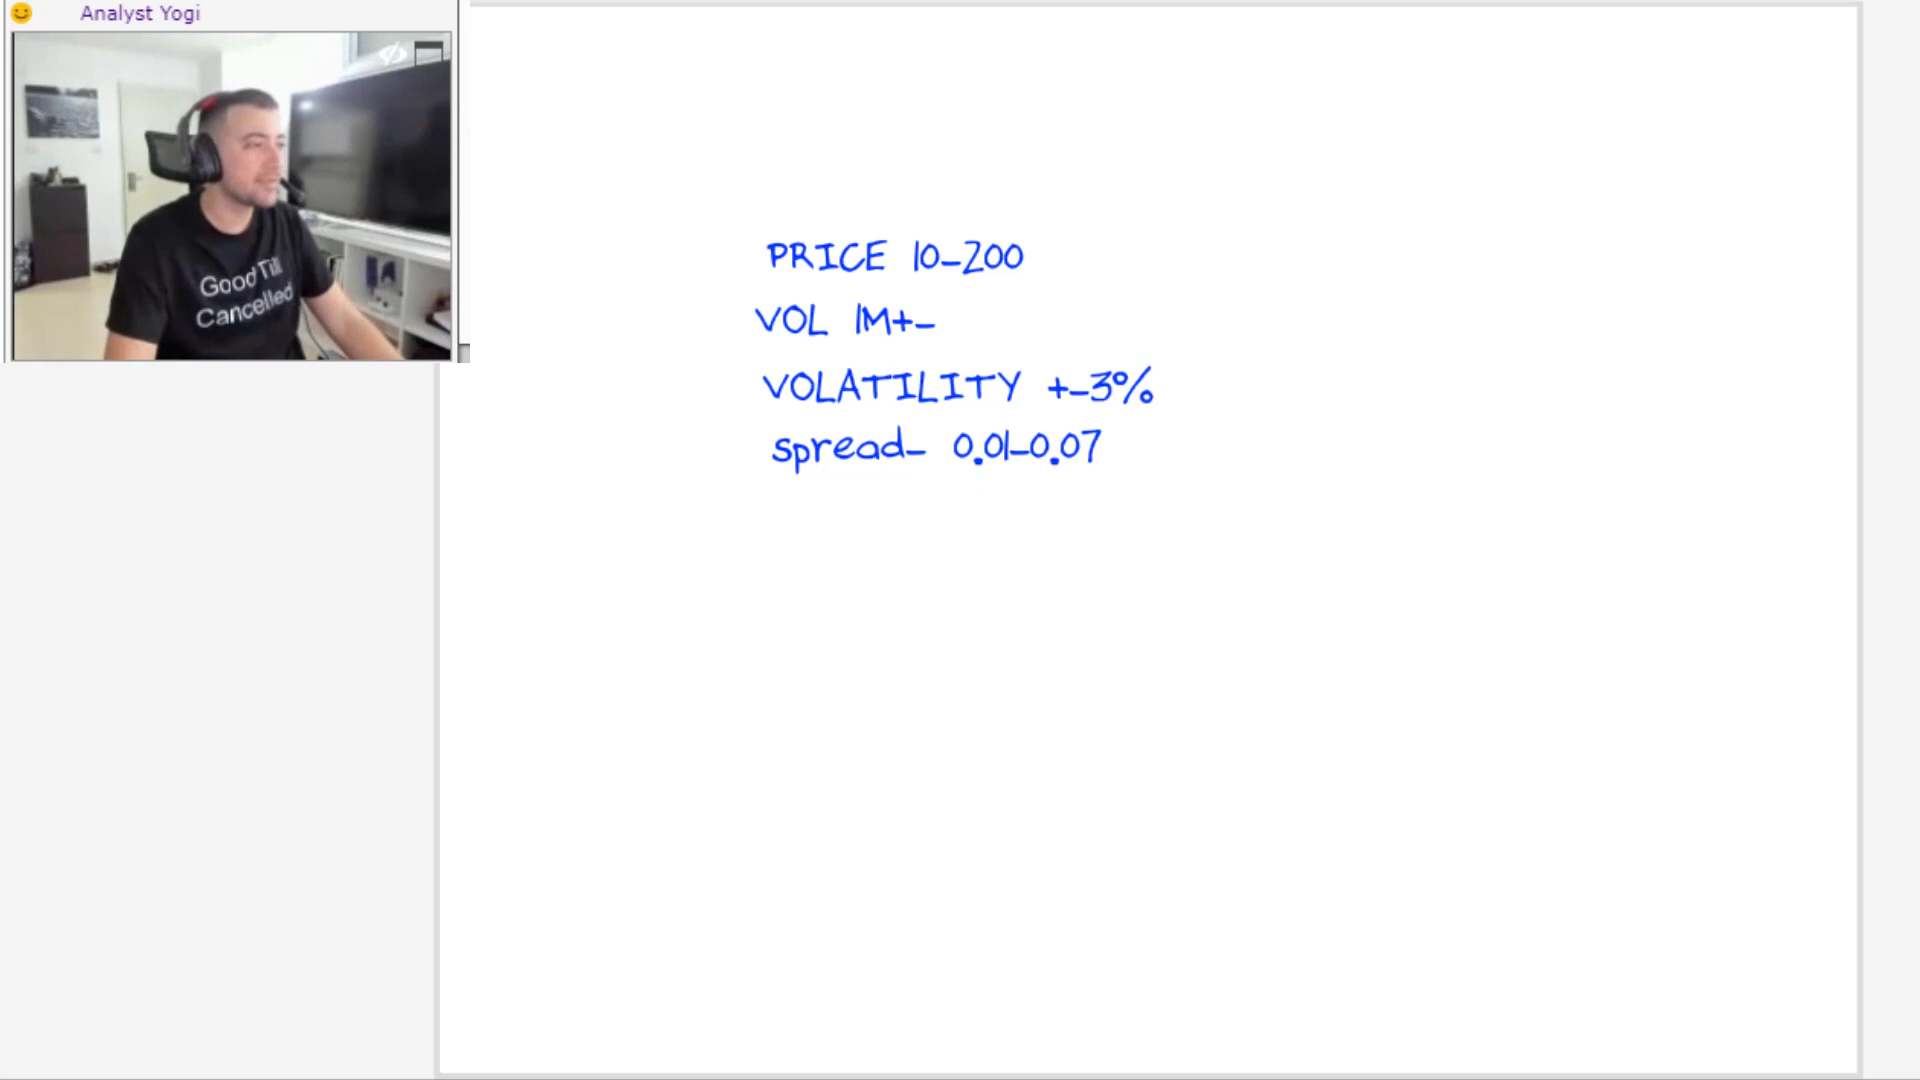 Analyst Yogi
Good Till
Cancelled
PRICE 10-200
VOL 1M+-
VOLATILITY +-3%
spread- 0.01-0.07